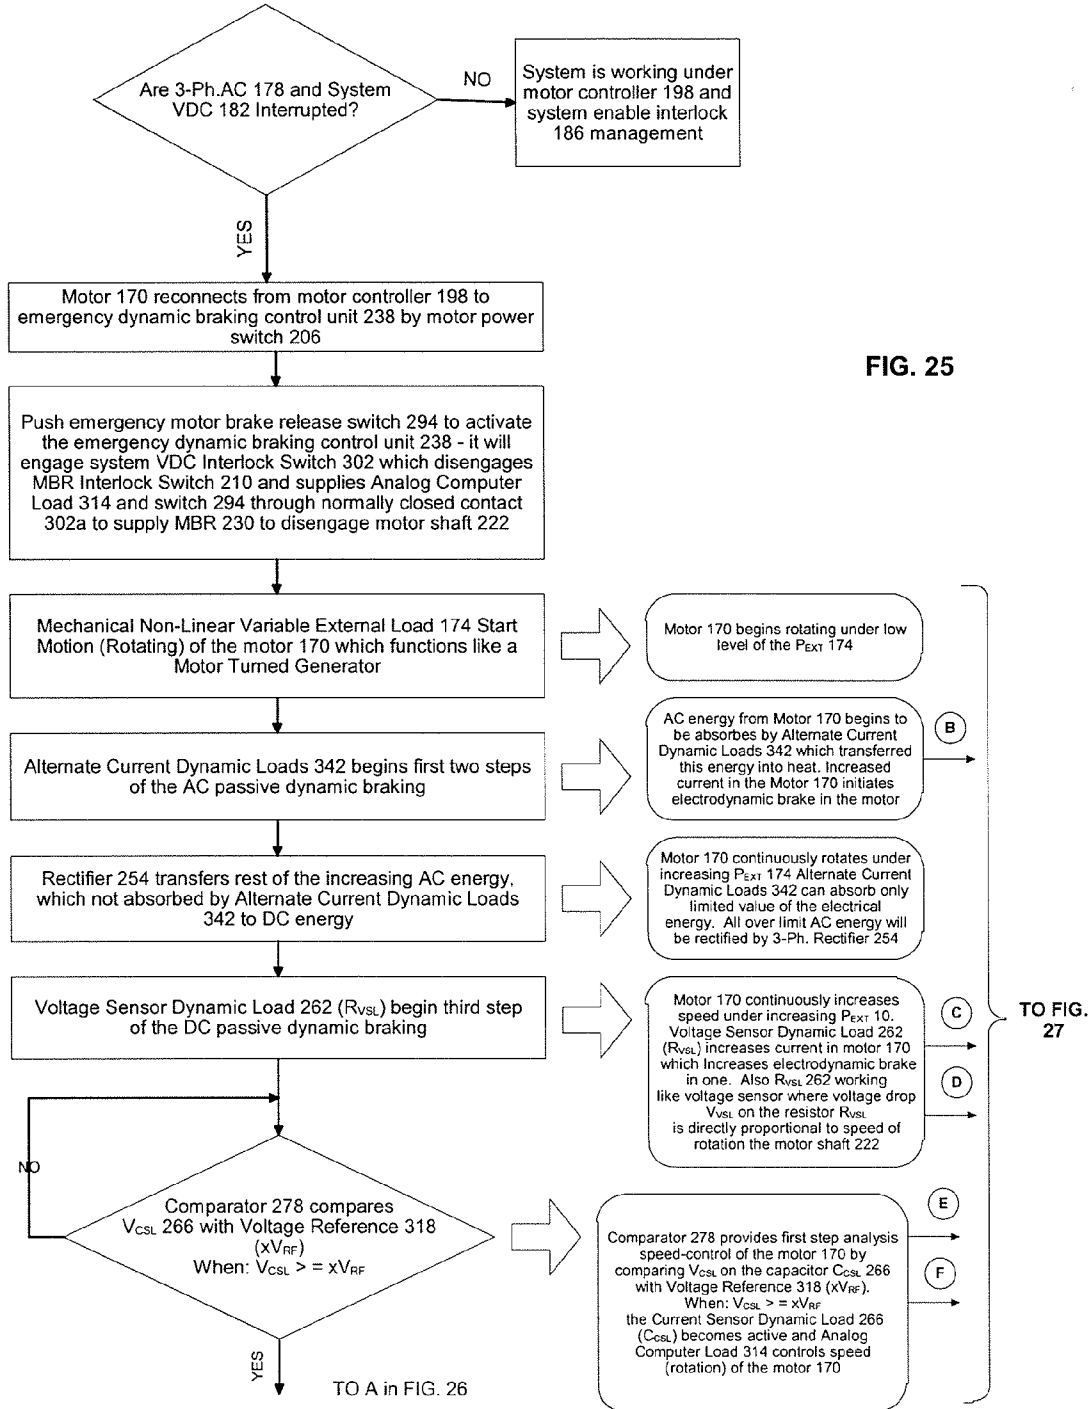 Are 3-Ph.AC 178 and System
VDC 182 Interrupted?
NO
System is working under
motor controller 198 and
system enable interlock
186 management
YES
Motor 170 reconnects from motor controller 198 to
emergency dynamic braking control unit 238 by motor power
switch 206
FIG. 25
Push emergency motor brake release switch 294 to activate
the emergency dynamic braking control unit 238 - it will
engage system VDC Interlock Switch 302 which disengages
MBR Interlock Switch 210 and supplies Analog Computer
Load 314 and switch 294 through normally closed contact
302a to supply MBR 230 to disengage motor shaft 222
Mechanical Non-Linear Variable External Load 174 Start
Motion (Rotating) of the motor 170 which functions like a
Motor Turned Generator
Motor 170 begins rotating under low
level of the PEXT 174
Alternate Current Dynamic Loads 342 begins first two steps
of the AC passive dynamic braking
AC energy from Motor 170 begins to
be absorbes by Alternate Current
Dynamic Loads 342 which transferred
this energy into heat. Increased
current in the Motor 170 initiates
electrodynamic brake in the motor
B
Rectifier 254 transfers rest of the increasing AC energy,
which not absorbed by Alternate Current Dynamic Loads
342 to DC energy
Motor 170 continuously rotates under
increasing PEXT 174 Alternate Current
Dynamic Loads 342 can absorb only
limited value of the electrical
energy. All over limit AC energy will
be rectified by 3-Ph. Rectifier 254
Voltage Sensor Dynamic Load 262 (RVSL) begin third step
of the DC passive dynamic braking
Motor 170 continuously increases
speed under increasing PEXT 10.
Voltage Sensor Dynamic Load 262
(RVSL) increases current in motor 170
which Increases electrodynamic brake
in one. Also RVSL 262 working
like voltage sensor where voltage drop
VVSL on the resistor RVSL
is directly proportional to speed of
rotation the motor shaft 222
C
D
TO FIG.
27
NO
Comparator 278 compares
VCSL 266 with Voltage Reference 318
(xVRF)
When: VCSL > = xVRF
Comparator 278 provides first step analysis
speed-control of the motor 170 by
comparing VCSL on the capacitor CCSL 266
with Voltage Reference 318 (xVRF).
When: VCSL > = xVRF
the Current Sensor Dynamic Load 266
(CCSL) becomes active and Analog
Computer Load 314 controls speed
(rotation) of the motor 170
E
F
YES
TO A in FIG. 26